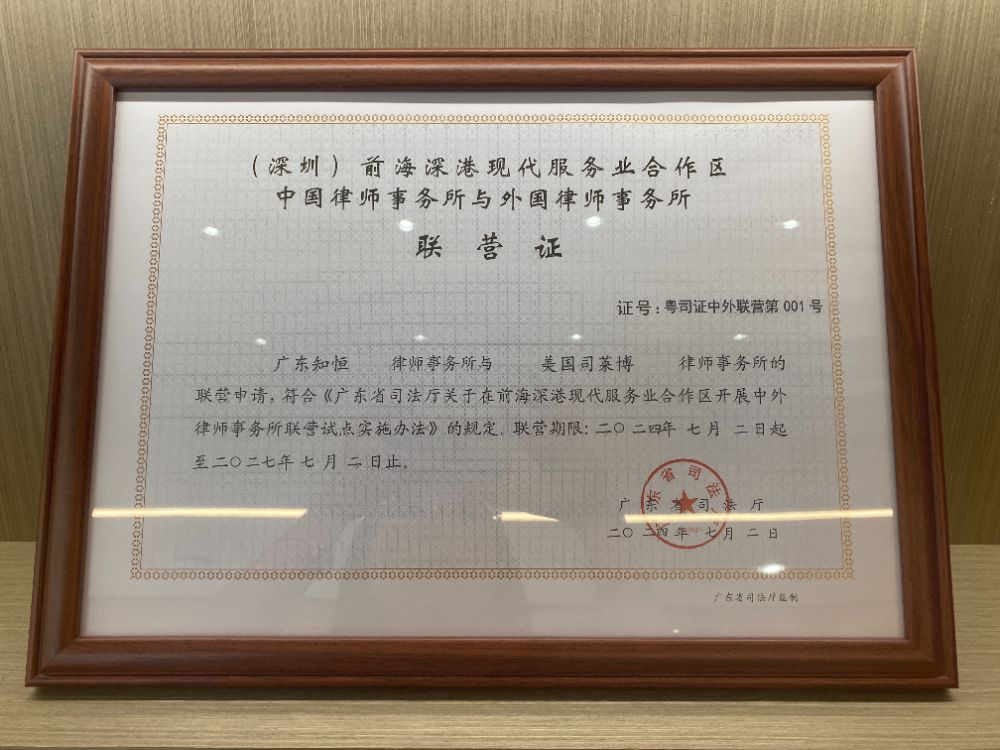 （深圳）前海深港现代服务业合作区
中国律师事务所与外国律师事务所
联营证
证号：粤司证中外联营第001号
广东知恒 律师事务所与 美国司莱博 律师事务所的
联营申请，符合《广东省司法厅关于在前海深港现代服务业合作区开展中外
律师事务所联营试点实施办法》的规定。联营期限：二〇二四年 七月 二日起
至二〇二七年 七月 二日止。
广东省司法厅
二〇二四年 七月 二日
广东省司法厅监制